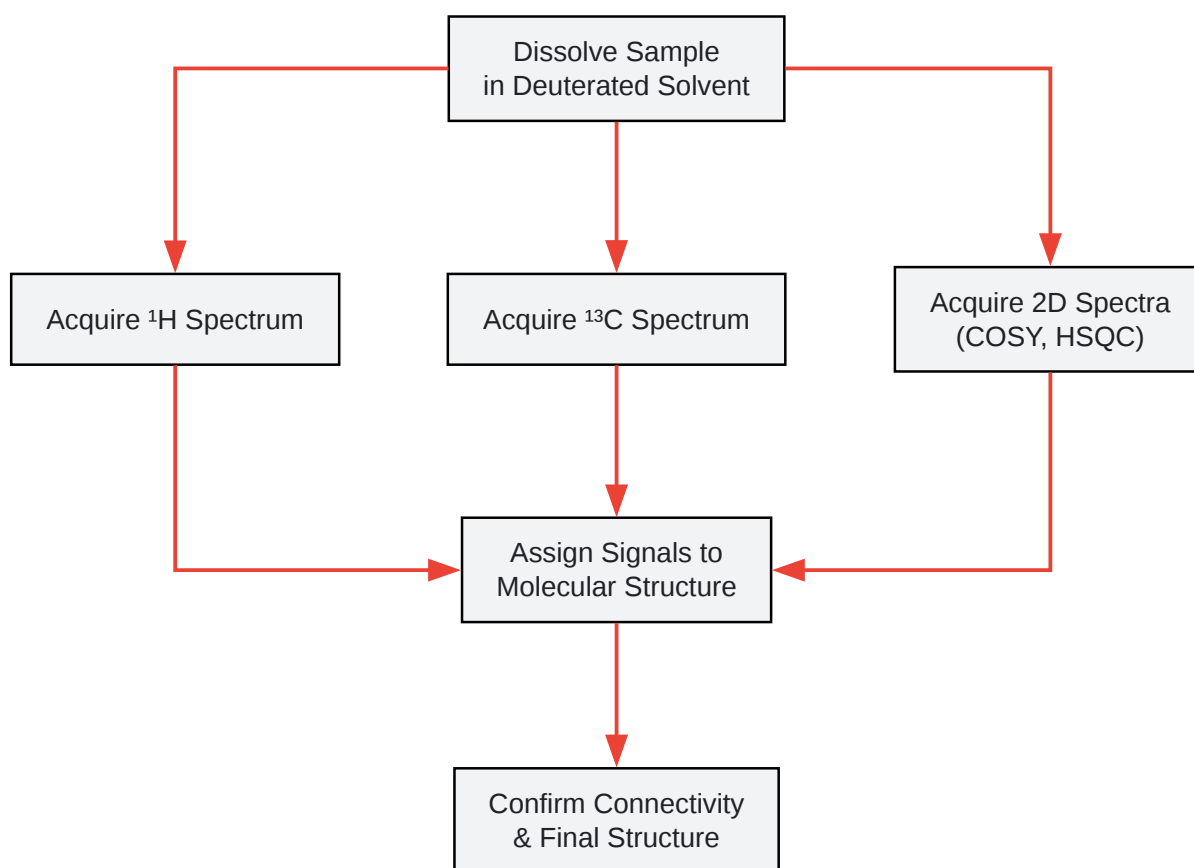 Dissolve Sample
in Deuterated Solvent
Acquire ¹H Spectrum
Acquire ¹³C Spectrum
Acquire 2D Spectra
(COSY, HSQC)
Assign Signals to
Molecular Structure
Confirm Connectivity
& Final Structure